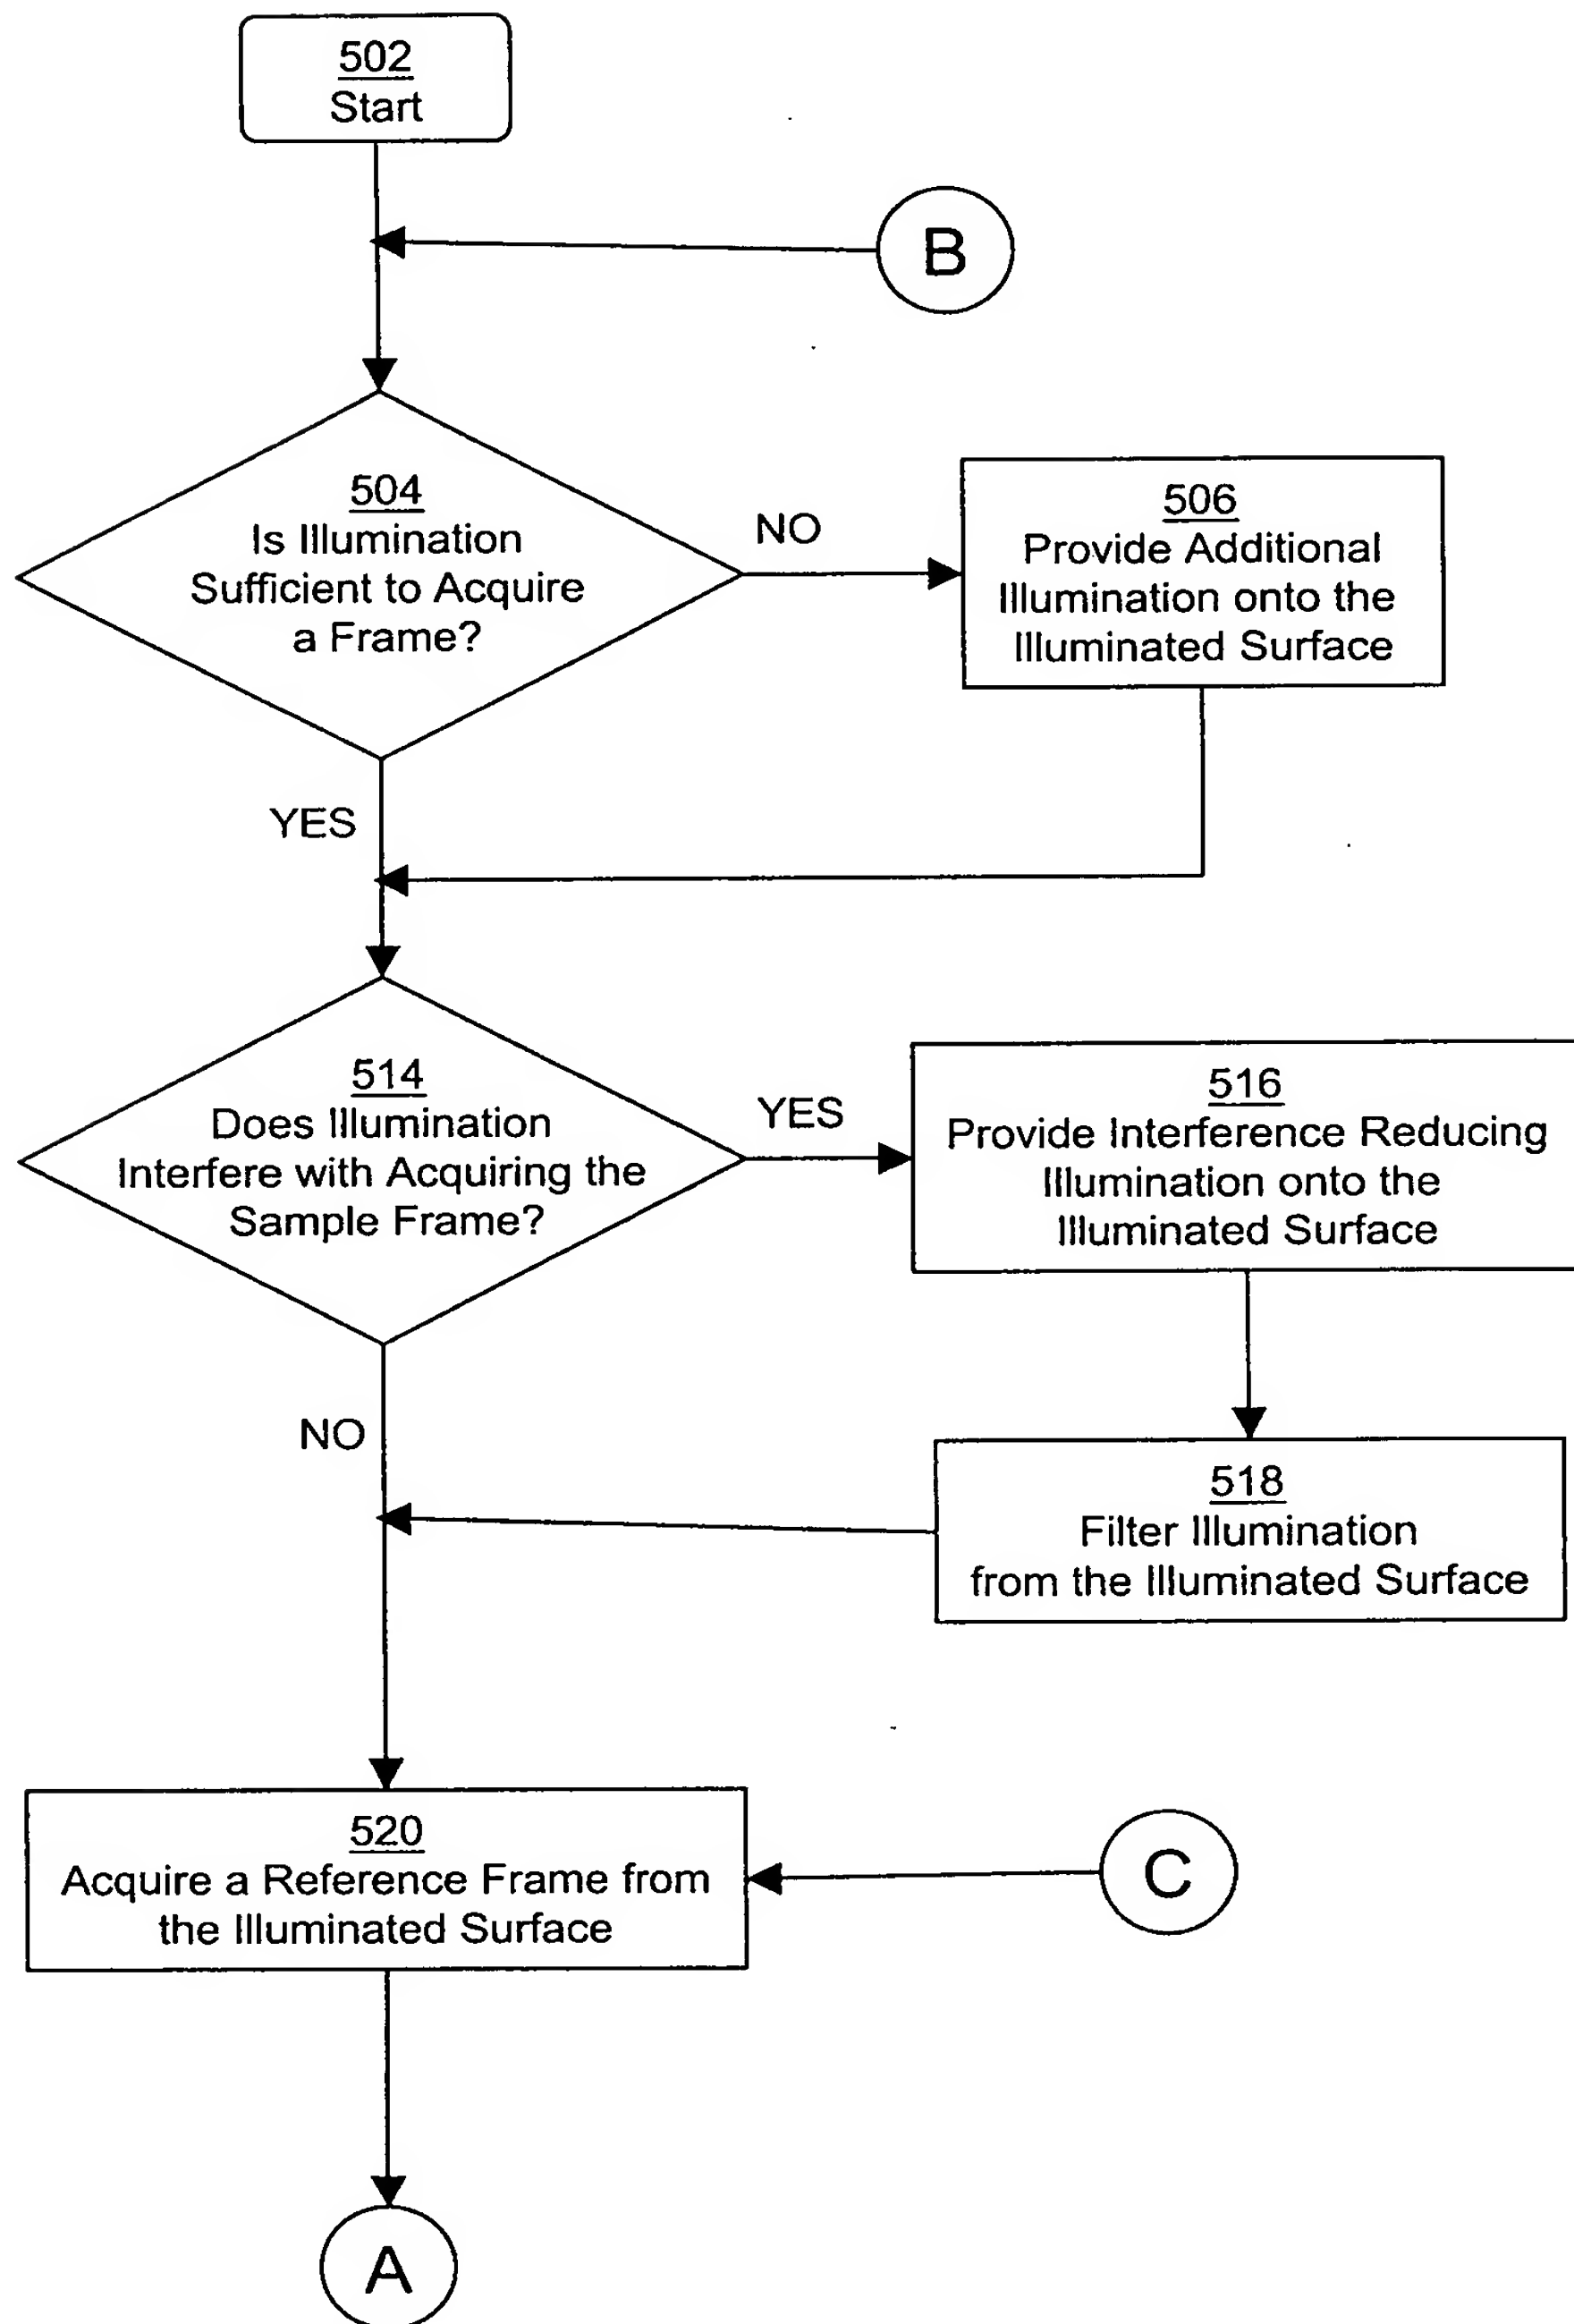 502
Start
B
504
Is Illumination
Sufficient to Acquire
a Frame?
NO
506
Provide Additional
Illumination onto the
Illuminated Surface
YES
514
Does Illumination
Interfere with Acquiring the
Sample Frame?
YES
516
Provide Interference Reducing
Illumination onto the
Illuminated Surface
NO
518
Filter Illumination
from the Illuminated Surface
520
Acquire a Reference Frame from
the Illuminated Surface
C
A